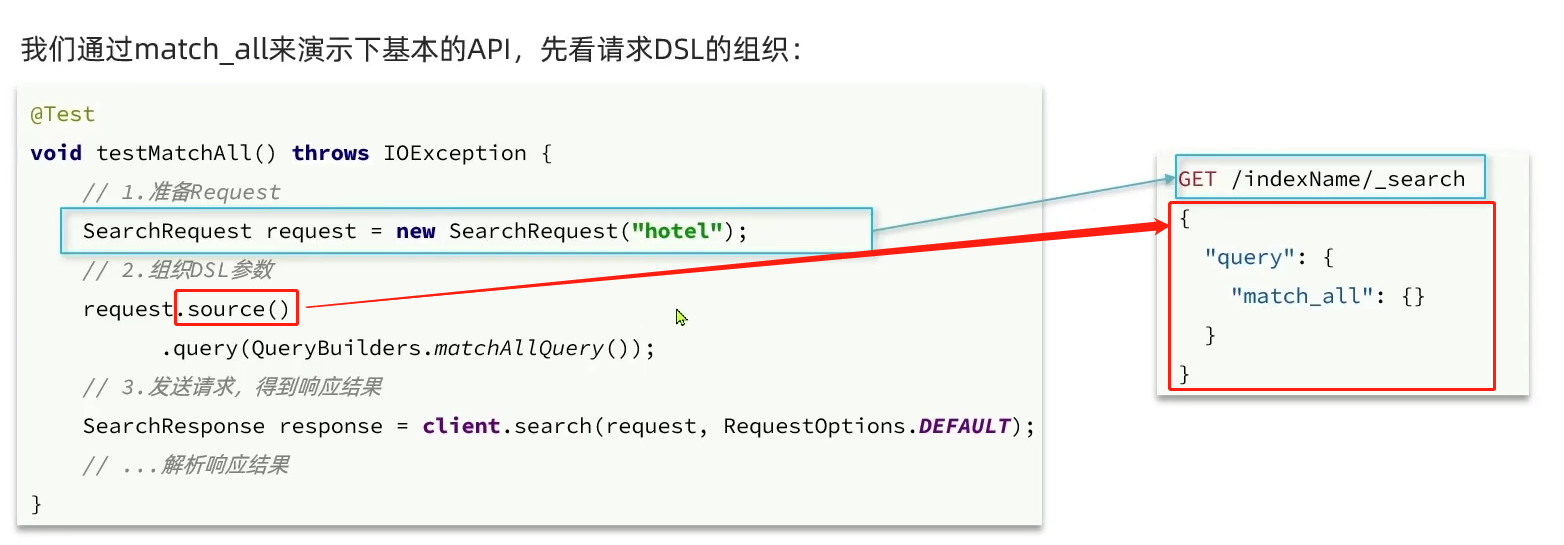 我们通过match_all来演示下基本的API，先看请求DSL的组织：
@Test
void testMatchAll() throws IOException {
// 1.准备Request
SearchRequest request = new SearchRequest("hotel");
// 2.组织DSL参数
request.source()
.query(QueryBuilders.matchAllQuery());
// 3.发送请求，得到响应结果
SearchResponse response = client.search(request, RequestOptions.DEFAULT);
// ...解析响应结果
}
GET /indexName/_search
{
"query": {
"match_all": {}
}
}